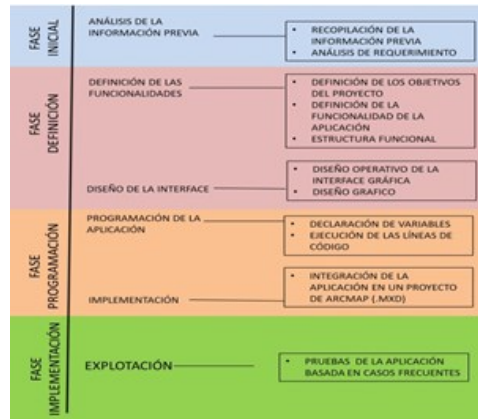 FASE
INICIAL
ANÁLISIS DE LA
INFORMACIÓN PREVIA
• RECOPILACIÓN DE LA
INFORMACIÓN PREVIA
• ANÁLISIS DE REQUERIMIENTO
FASE
DEFINICIÓN
DEFINICIÓN DE LAS
FUNCIONALIDADES
• DEFINICIÓN DE LOS OBJETIVOS
DEL PROYECTO
• DEFINICIÓN DE LA
FUNCIONALIDAD DE LA
APLICACIÓN
• ESTRUCTURA FUNCIONAL
DISEÑO DE LA INTERFACE
• DISEÑO OPERATIVO DE LA
INTERFACE GRÁFICA
• DISEÑO GRAFICO
FASE
PROGRAMACIÓN
PROGRAMACIÓN DE LA
APLICACIÓN
• DECLARACIÓN DE VARIABLES
• EJECUCIÓN DE LAS LÍNEAS DE
CÓDIGO
IMPLEMENTACIÓN
• INTEGRACIÓN DE LA
APLICACIÓN EN UN PROYECTO
DE ARCMAP (.MXD)
FASE
IMPLEMENTACIÓN
EXPLOTACIÓN
• PRUEBAS DE LA APLICACIÓN
BASADA EN CASOS FRECUENTES